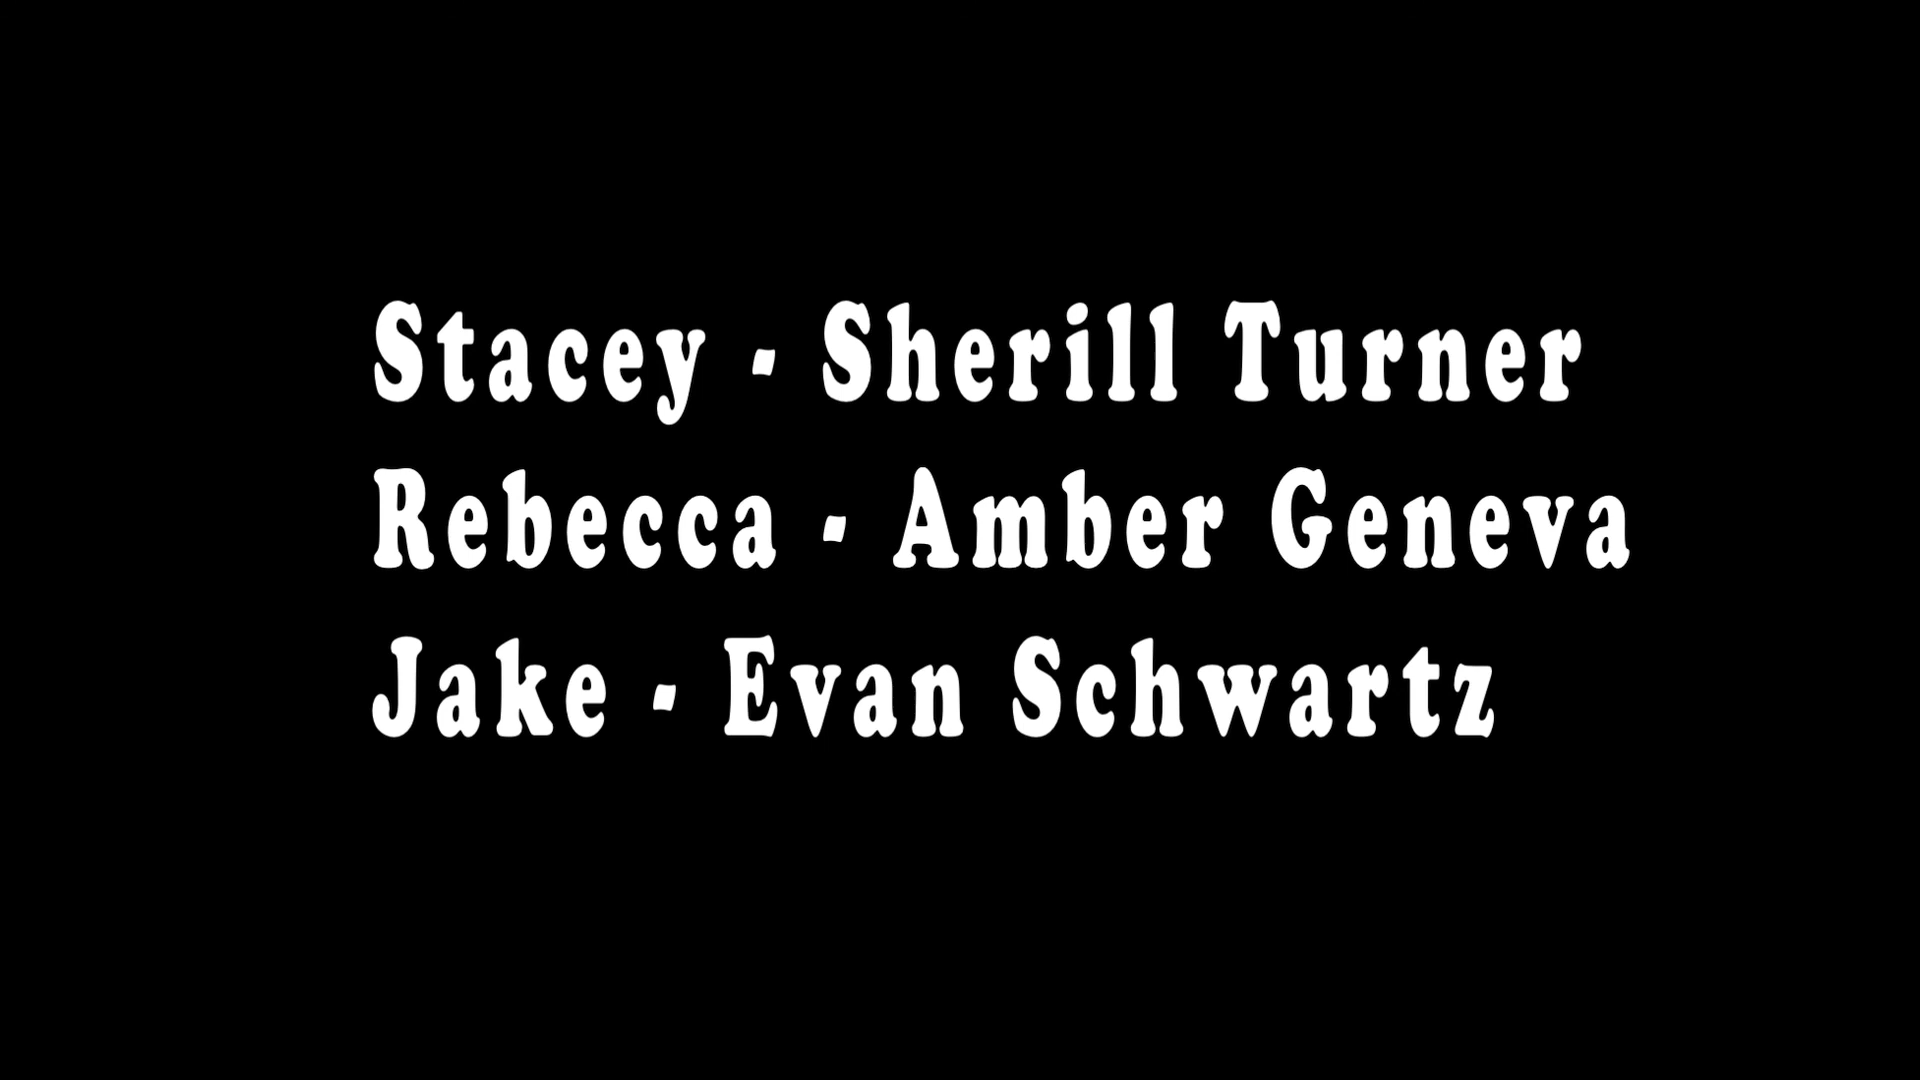 Stacey - Sherill Turner
Rebecca - Amber Geneva
Jake - Evan Schwartz